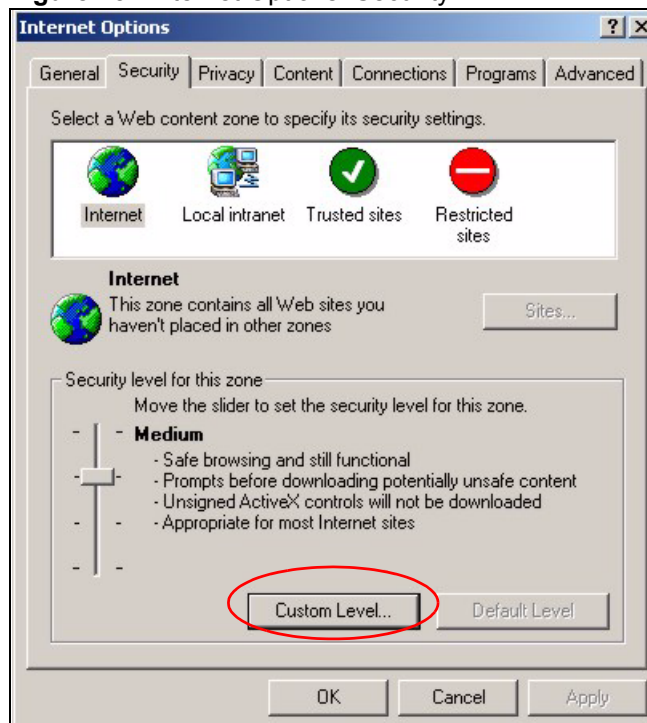 Internet Options
General Security Privacy Content Connections Programs Advanced
Select a Web content zone to specify its security settings.
Internet Local intranet Trusted sites Restricted
sites
Internet
This zone contains all Web sites you
haven't placed in other zones
Sites...
Security level for this zone
Move the slider to set the security level for this zone.
Medium
- Safe browsing and still functional
- Prompts before downloading potentially unsafe content
- Unsigned ActiveX controls will not be downloaded
- Appropriate for most Internet sites
Custom Level... Default Level
OK Cancel Apply